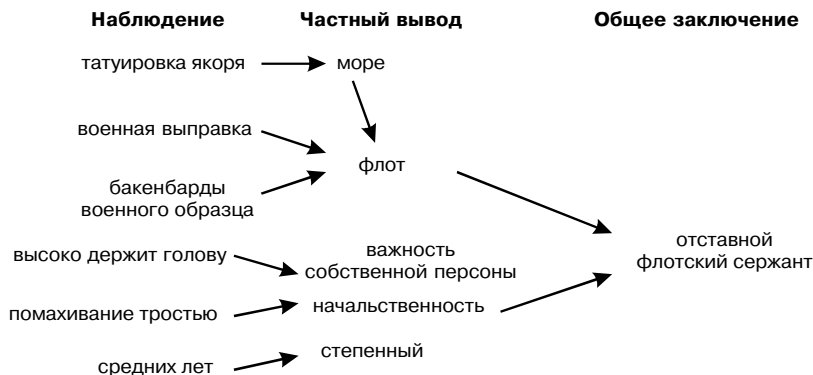 Наблюдение Частный вывод Общее заключение
татуировка якоря море
военная выправка
флот
бакенбарды
военного образца
отставной
флотский сержант
высоко держит голову
важность
собственной персоны
помахивание тростью начальственность
средних лет степенный